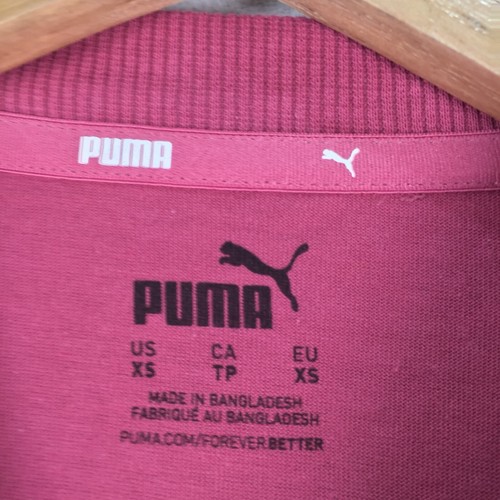 PUMA
PUMA
US CA EU
XS TP XS
MADE IN BANGLADESH
FABRIQUÉ AU BANGLADESH
PUMA.COM/FOREVERBETTER